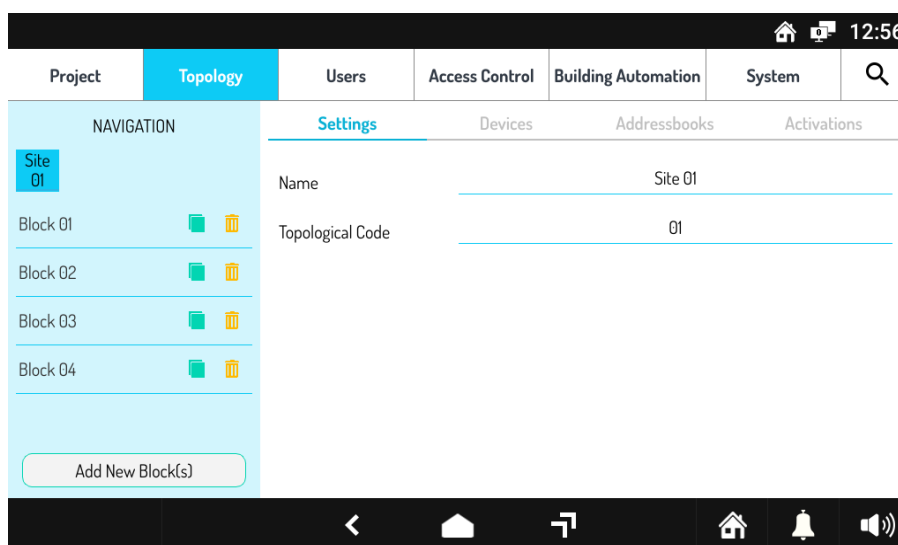 12:56
Project Topology Users Access Control Building Automation System
NAVIGATION Settings Devices Addressbooks Activations
Site
01
Name Site 01
Block 01
Topological Code 01
Block 02
Block 03
Block 04
Add New Block(s)